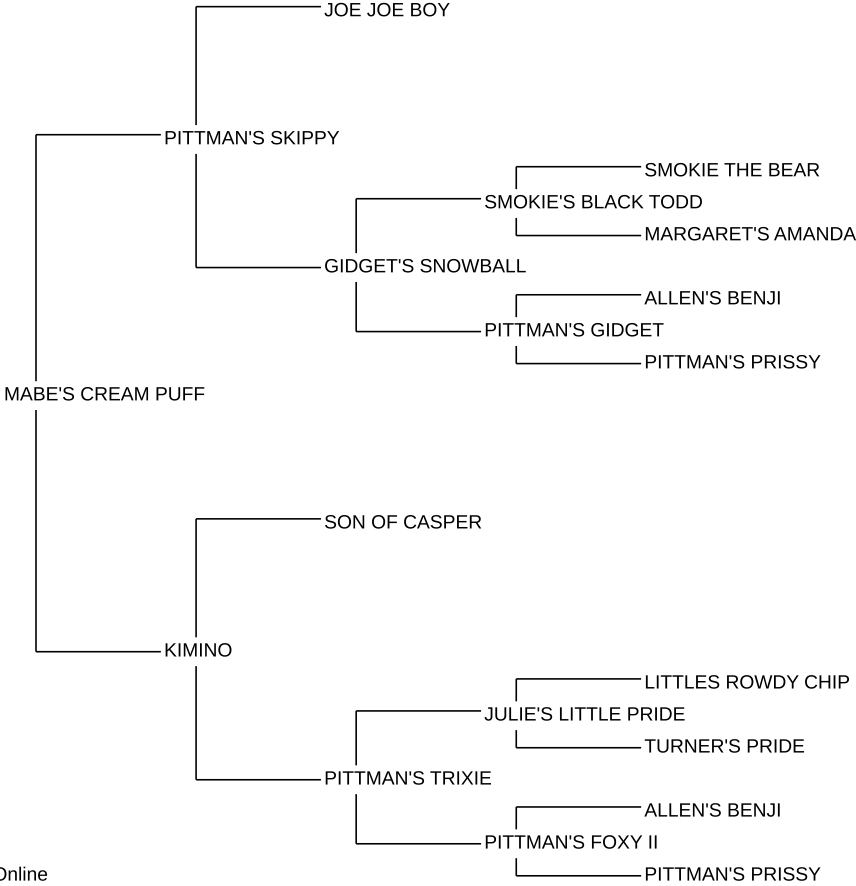 JOE JOE BOY
PITTMAN'S SKIPPY
SMOKIE THE BEAR
SMOKIE'S BLACK TODD
MARGARET'S AMANDA
GIDGET'S SNOWBALL
ALLEN'S BENJI
PITTMAN'S GIDGET
PITTMAN'S PRISSY
MABE'S CREAM PUFF
SON OF CASPER
KIMINO
LITTLES ROWDY CHIP
JULIE'S LITTLE PRIDE
TURNER'S PRIDE
PITTMAN'S TRIXIE
ALLEN'S BENJI
PITTMAN'S FOXY II
PITTMAN'S PRISSY
Online